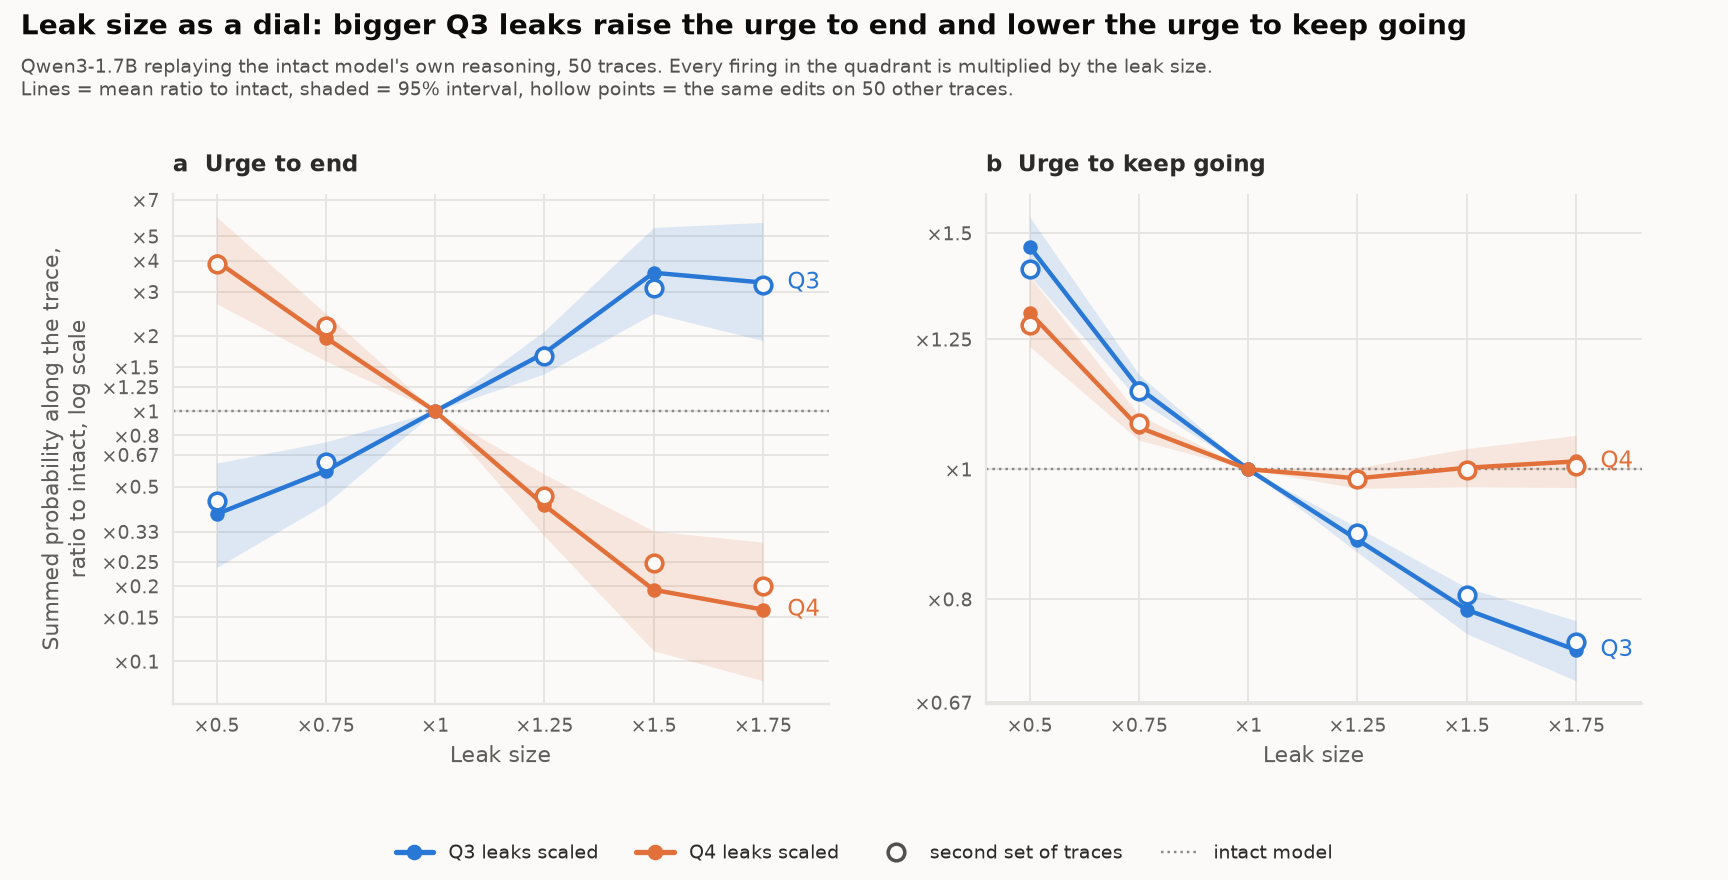 Leak size as a dial: bigger Q3 leaks raise the urge to end and lower the urge to keep going
Qwen3-1.7B replaying the intact model's own reasoning, 50 traces. Every firing in the quadrant is multiplied by the leak size.
Lines = mean ratio to intact, shaded = 95% interval, hollow points = the same edits on 50 other traces.
a Urge to end
Summed probability along the trace,
ratio to intact, log scale
×7
×5
×4
×3
×2
×1.5
×1.25
×1
×0.8
×0.67
×0.5
×0.33
×0.25
×0.2
×0.15
×0.1
Q3
Q4
×0.5 ×0.75 ×1 ×1.25 ×1.5 ×1.75
Leak size
b Urge to keep going
×1.5
×1.25
×1
×0.8
×0.67
Q4
Q3
×0.5 ×0.75 ×1 ×1.25 ×1.5 ×1.75
Leak size
Q3 leaks scaled Q4 leaks scaled second set of traces intact model